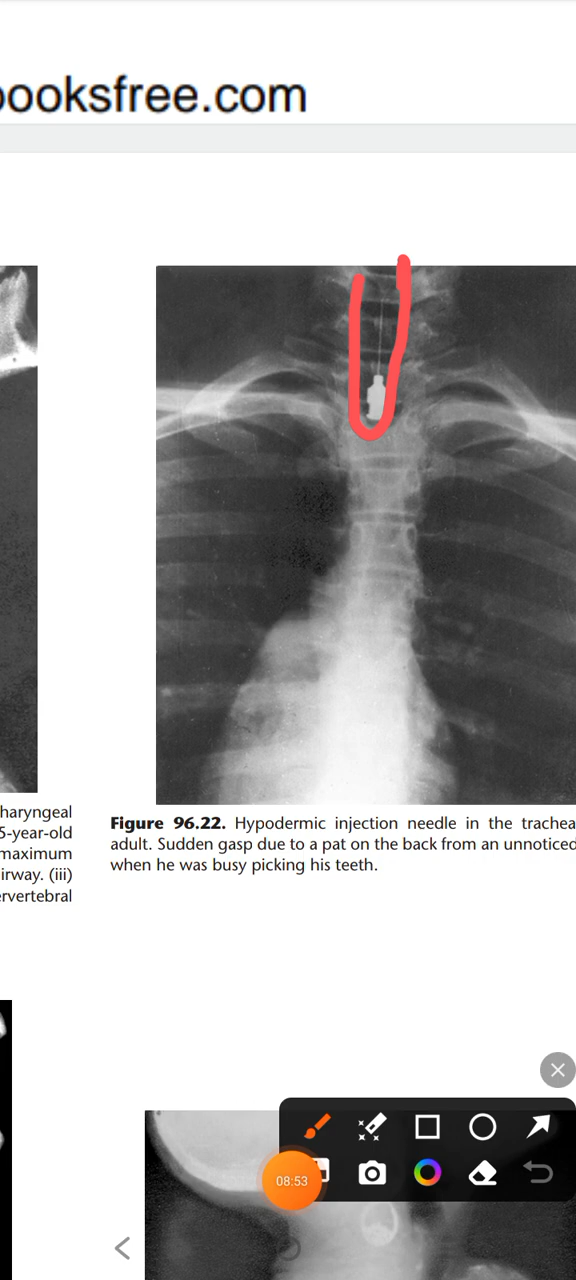 ooksfree.com
haryngeal
5-year-old
maximum
irway. (iii)
rvertebral
Figure 96.22. Hypodermic injection needle in the trachea
adult. Sudden gasp due to a pat on the back from an unnoticed
when he was busy picking his teeth.
08:53